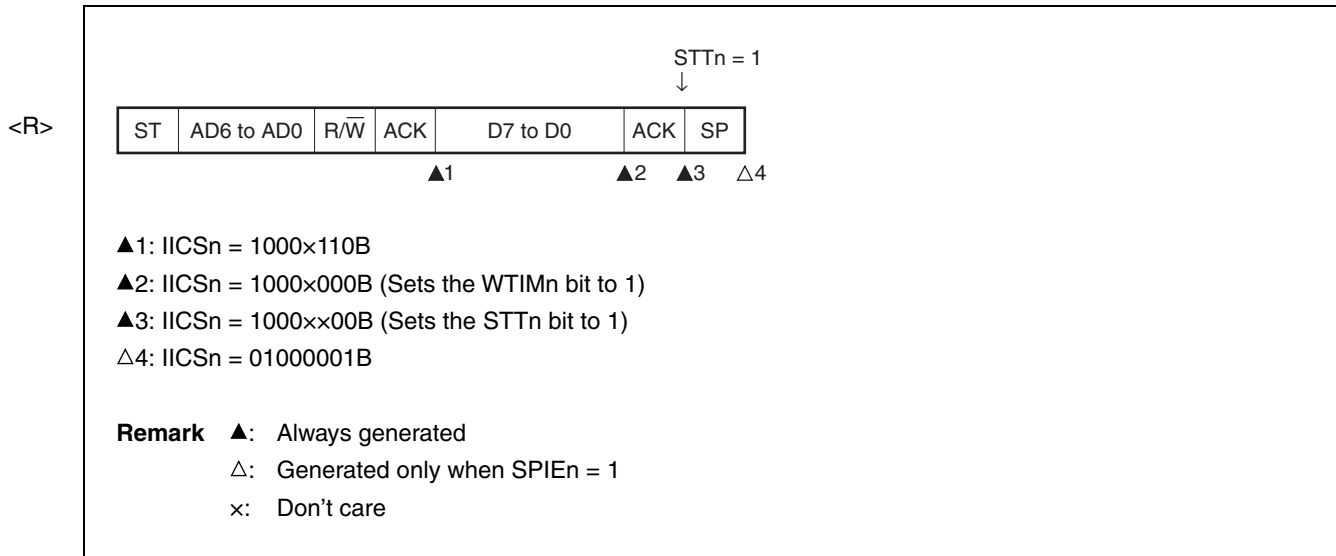 STTn = 1
↓
<R>
ST AD6 to AD0 R/W̅ ACK D7 to D0 ACK SP
▲1 ▲2 ▲3 △4
▲1: IICSn = 1000×110B
▲2: IICSn = 1000×000B (Sets the WTIMn bit to 1)
▲3: IICSn = 1000××00B (Sets the STTn bit to 1)
△4: IICSn = 01000001B
Remark ▲: Always generated
△: Generated only when SPIEn = 1
×: Don't care